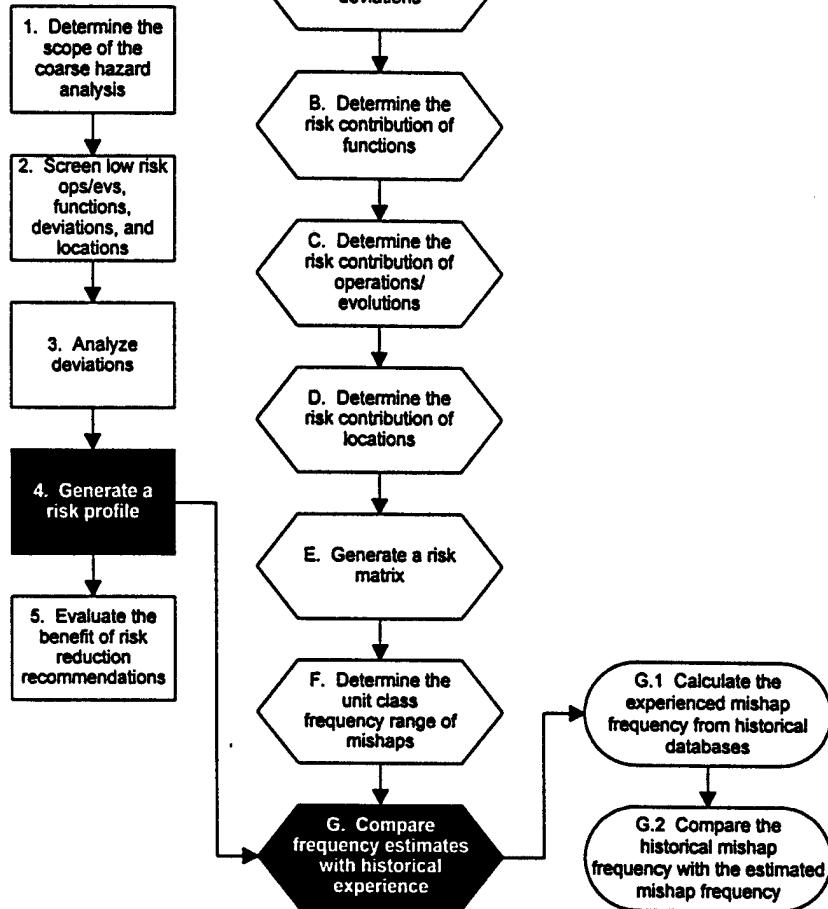 1. Determine the
scope of the
coarse hazard
analysis
2. Screen low risk
ops/evs,
functions,
deviations, and
locations
3. Analyze
deviations
4. Generate a
risk profile
5. Evaluate the
benefit of risk
reduction
recommendations
deviations
B. Determine the
risk contribution of
functions
C. Determine the
risk contribution of
operations/
evolutions
D. Determine the
risk contribution of
locations
E. Generate a risk
matrix
F. Determine the
unit class
frequency range of
mishaps
G. Compare
frequency estimates
with historical
experience
G.1 Calculate the
experienced mishap
frequency from historical
databases
G.2 Compare the
historical mishap
frequency with the estimated
mishap frequency